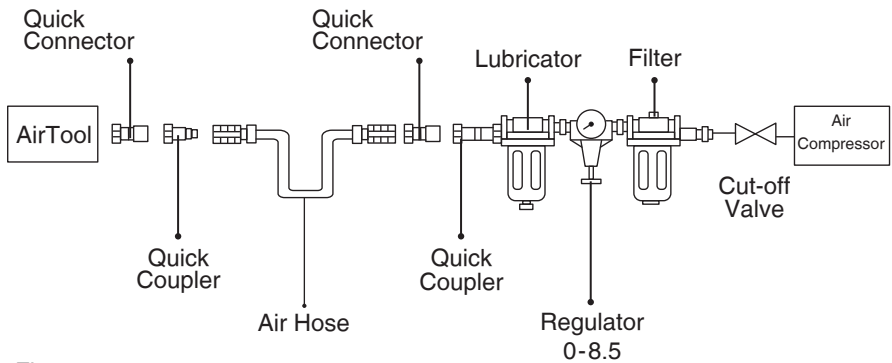 Quick
Connector
Quick
Connector
Lubricator
Filter
AirTool
Air
Compressor
Cut-off
Valve
Quick
Coupler
Quick
Coupler
Air Hose
Regulator
0-8.5